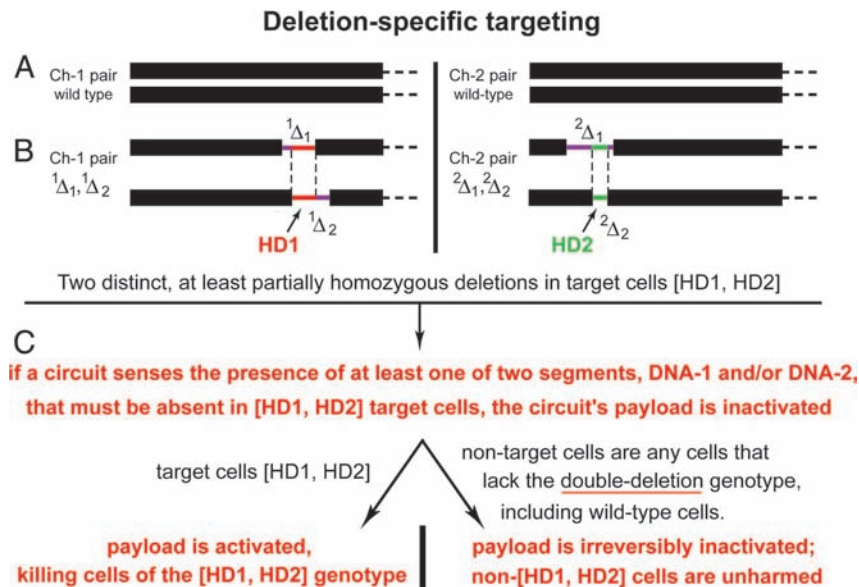 Deletion-specific targeting
A
Ch-1 pair
wild type
Ch-2 pair
wild-type
B
Ch-1 pair
¹Δ₁,¹Δ₂
¹Δ₁
¹Δ₂
HD1
Ch-2 pair
²Δ₁,²Δ₂
²Δ₁
²Δ₂
HD2
Two distinct, at least partially homozygous deletions in target cells [HD1, HD2]
C
if a circuit senses the presence of at least one of two segments, DNA-1 and/or DNA-2,
that must be absent in [HD1, HD2] target cells, the circuit's payload is inactivated
target cells [HD1, HD2]
non-target cells are any cells that
lack the double-deletion genotype,
including wild-type cells.
payload is activated,
killing cells of the [HD1, HD2] genotype
payload is irreversibly inactivated;
non-[HD1, HD2] cells are unharmed